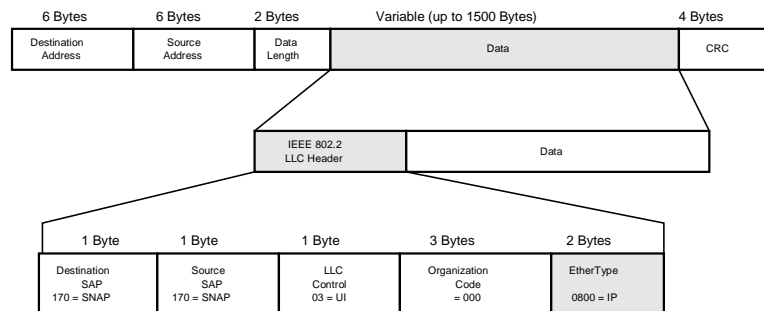 6 Bytes 6 Bytes 2 Bytes Variable (up to 1500 Bytes) 4 Bytes
Destination Address
Source Address
Data Length
Data
CRC
IEEE 802.2
LLC Header
Data
1 Byte 1 Byte 1 Byte 3 Bytes 2 Bytes
Destination
SAP
170 = SNAP
Source
SAP
170 = SNAP
LLC
Control
03 = UI
Organization
Code
= 000
EtherType
0800 = IP